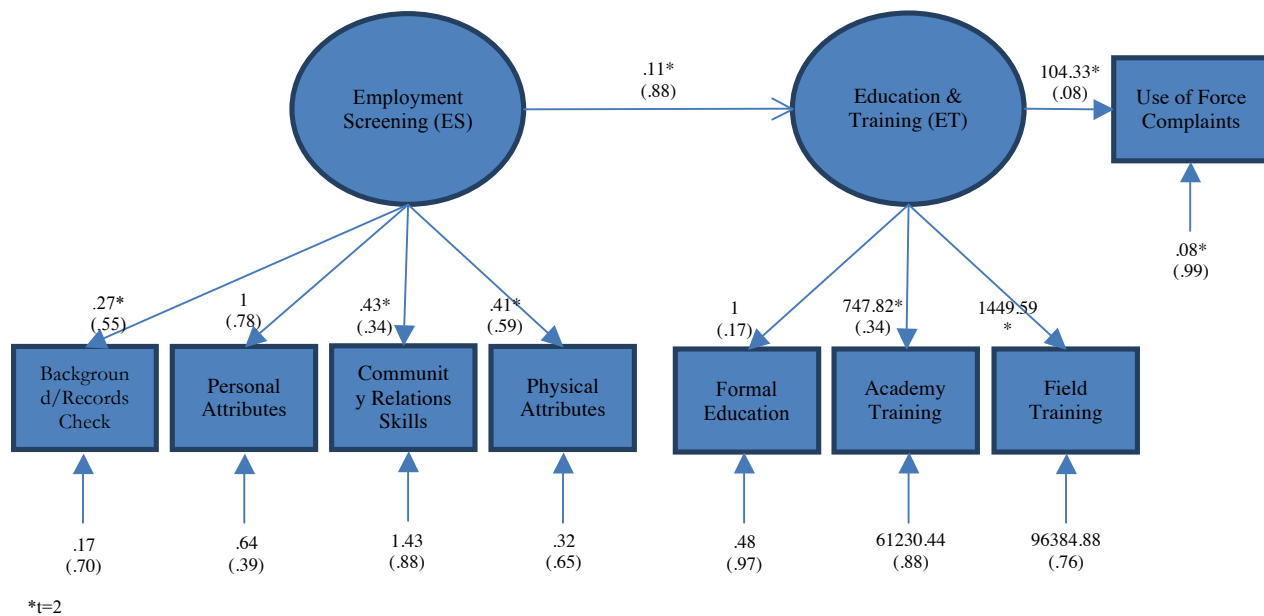 .11*
(.88)
104.33*
(.08)
Employment
Screening (ES)
Education &
Training (ET)
Use of Force
Complaints
.08*
(.99)
.27*
(.55)
1
(.78)
.43*
(.34)
.41*
(.59)
1
(.17)
747.82*
(.34)
1449.59
*
Backgroun
d/Records
Check
Personal
Attributes
Communit
y Relations
Skills
Physical
Attributes
Formal
Education
Academy
Training
Field
Training
.17
(.70)
.64
(.39)
1.43
(.88)
.32
(.65)
.48
(.97)
61230.44
(.88)
96384.88
(.76)
*t=2